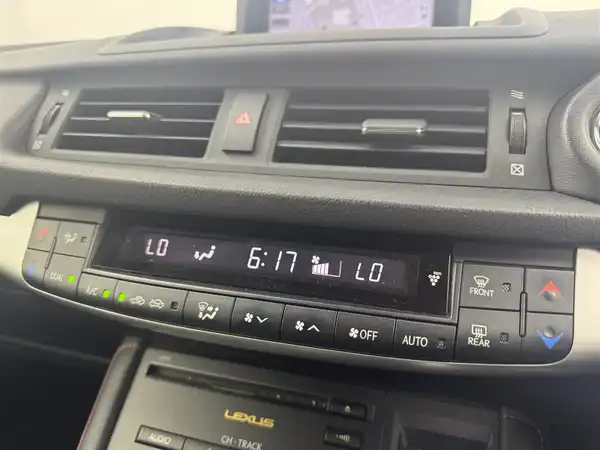 LO 6:17 LO
FRONT
DUAL A/C
OFF AUTO REAR
LEXUS
AUDIO CH·TRACK